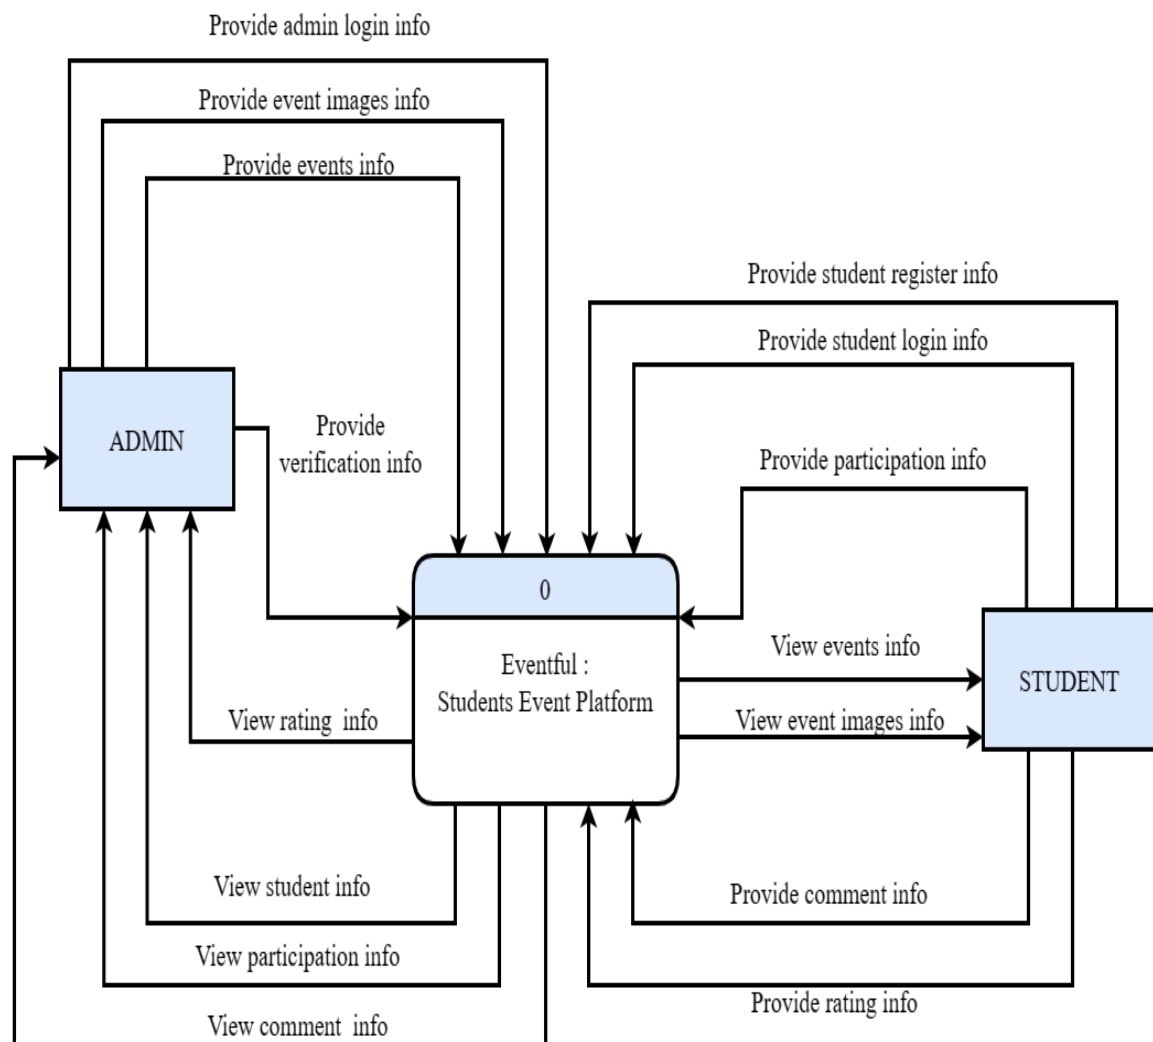 Provide admin login info
Provide event images info
Provide events info
Provide student register info
Provide student login info
Provide
verification info
ADMIN
Provide participation info
0
View events info
Eventful :
Students Event Platform
STUDENT
View rating  info
View event images info
View student info
Provide comment info
View participation info
Provide rating info
View comment  info